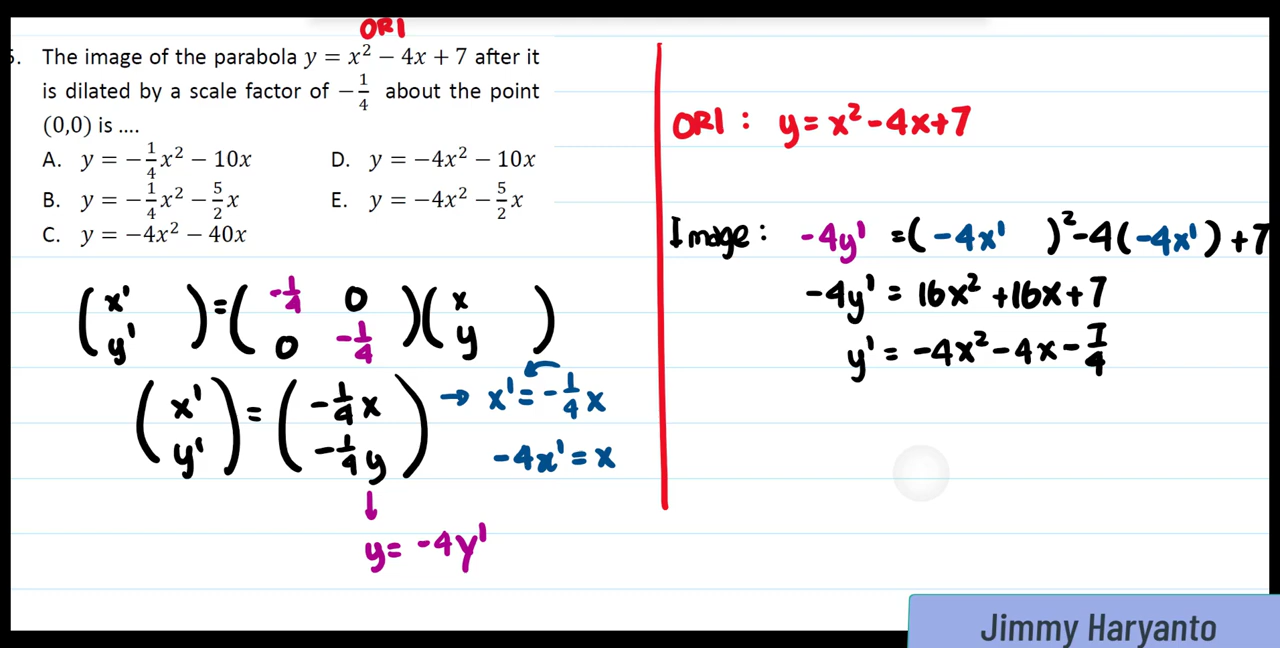 ORI
5. The image of the parabola y = x² − 4x + 7 after it
is dilated by a scale factor of −1/4 about the point
(0,0) is ....
A. y = −1/4x² − 10x
B. y = −1/4x² − 5/2x
C. y = −4x² − 40x
D. y = −4x² − 10x
E. y = −4x² − 5/2x
(x' y') = (-1/4 0 0 -1/4)(x y)
(x' y') = (-1/4x -1/4y) → x' = -1/4x
-4x' = x
↓
y = -4y'
ORI : y = x² - 4x + 7
Image : -4y' = (-4x' )² - 4(-4x') + 7
-4y' = 16x² + 16x + 7
y' = -4x² - 4x - 7/4
Jimmy Haryanto